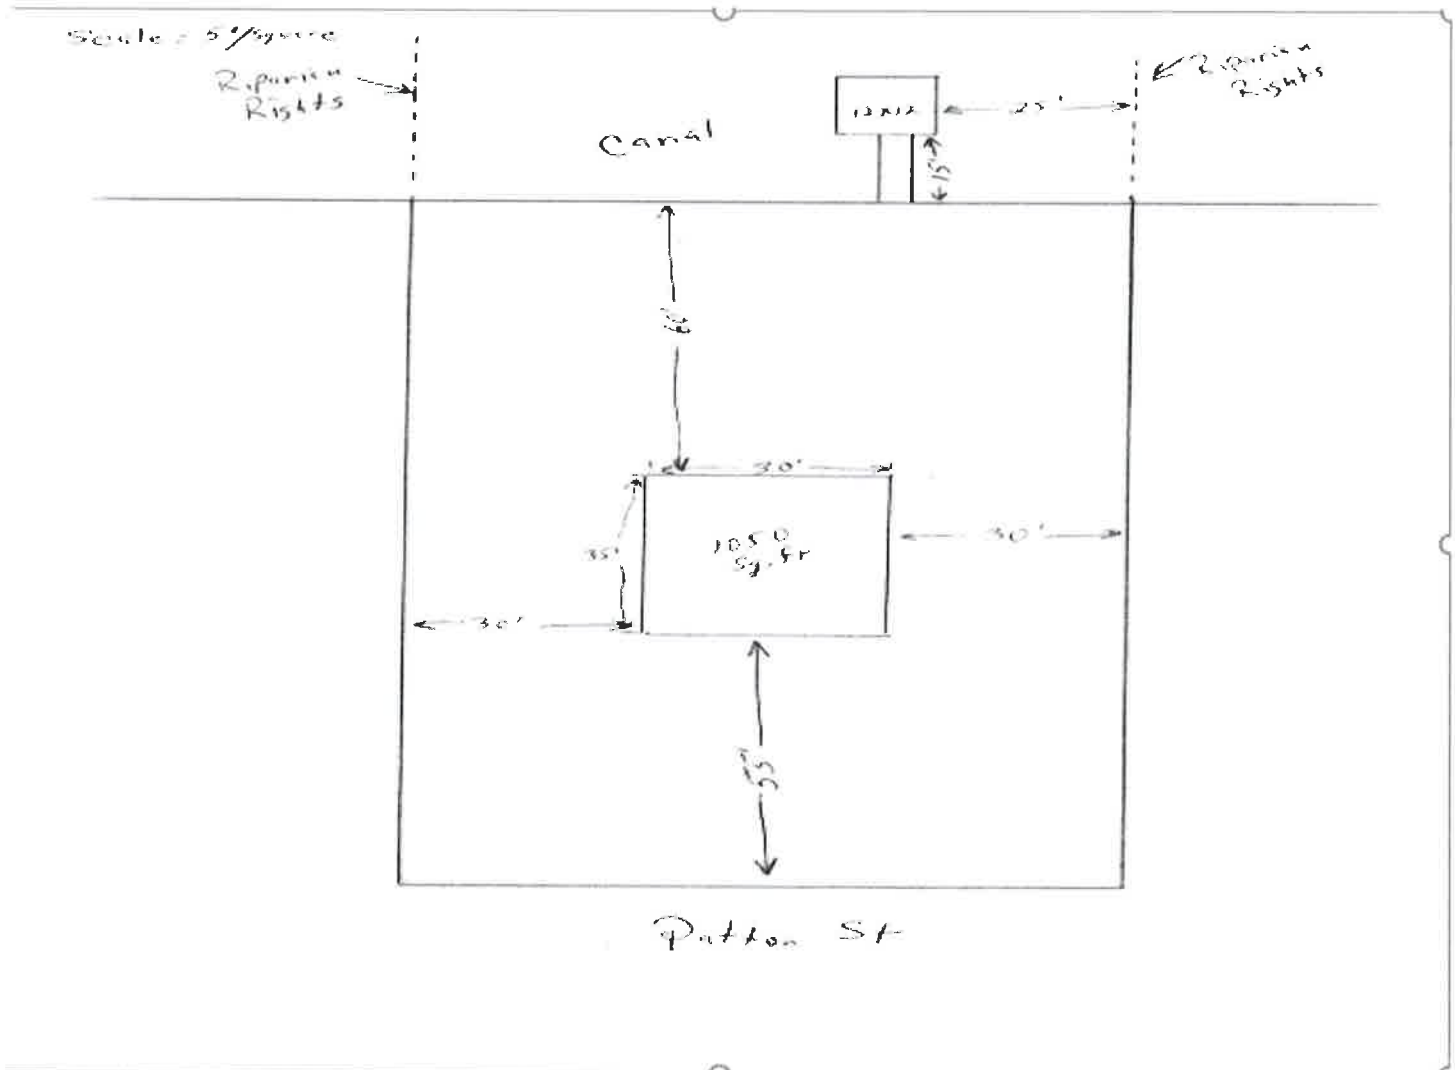 Scale: 5'/Square
Riparian
Rights
Riparian
Rights
Canal
12x12
25'
15'
30'
35'
1050
Sq. Ft
30'
30'
55'
Patton St